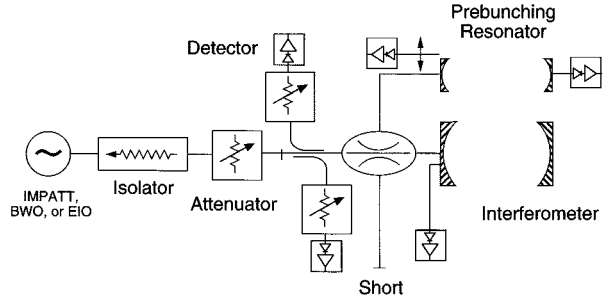 Prebunching
Resonator
Detector
Isolator
IMPATT,
BWO, or EIO
Attenuator
Interferometer
Short